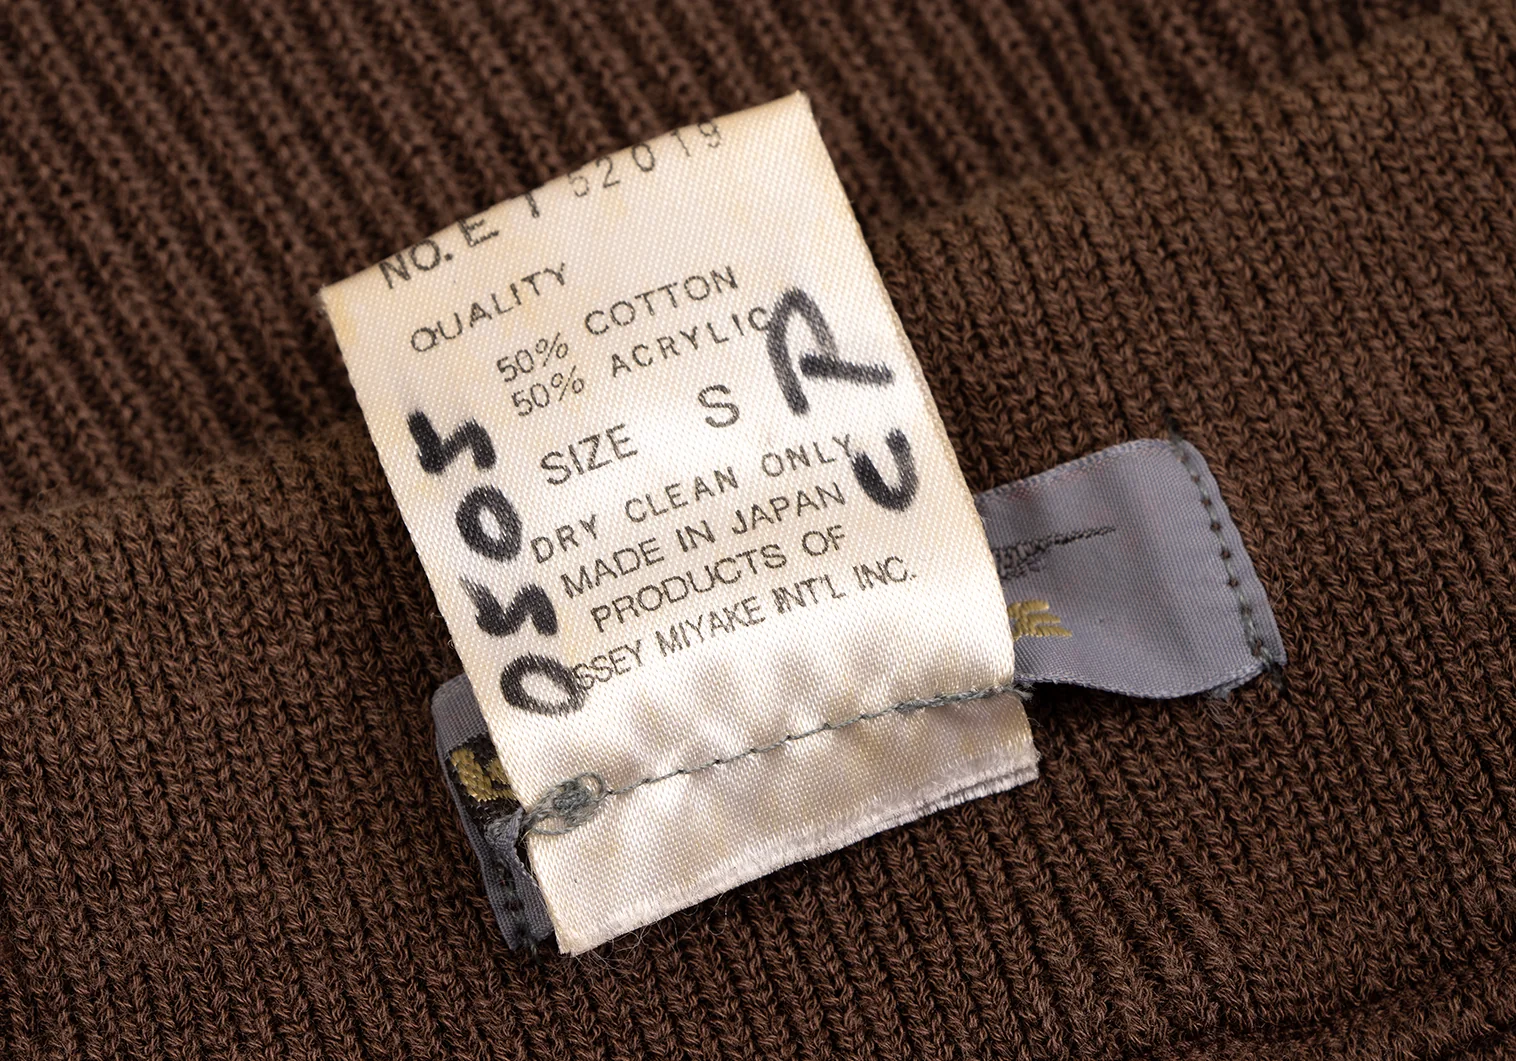 NO. E T 52019
QUALITY
50% COTTON
50% ACRYLIC
SIZE S
DRY CLEAN ONLY
MADE IN JAPAN
PRODUCTS OF
ISSEY MIYAKE INT'L INC.